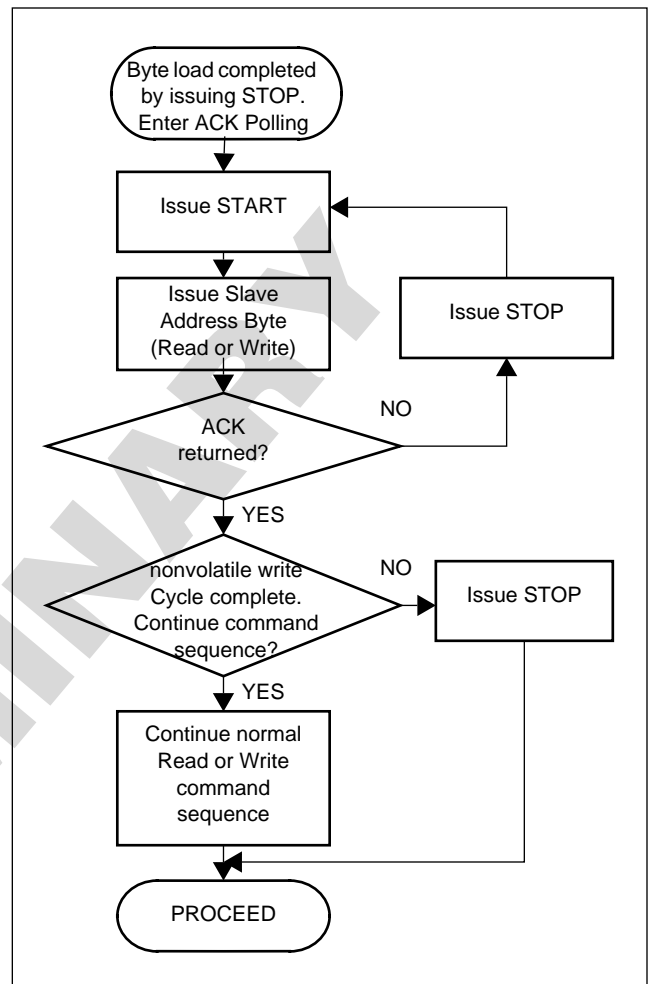 Byte load completed
by issuing STOP.
Enter ACK Polling
Issue START
Issue Slave
Address Byte
(Read or Write)
Issue STOP
ACK
returned?
NO
YES
nonvolatile write
Cycle complete.
Continue command
sequence?
NO
Issue STOP
YES
Continue normal
Read or Write
command
sequence
PROCEED
MINARY